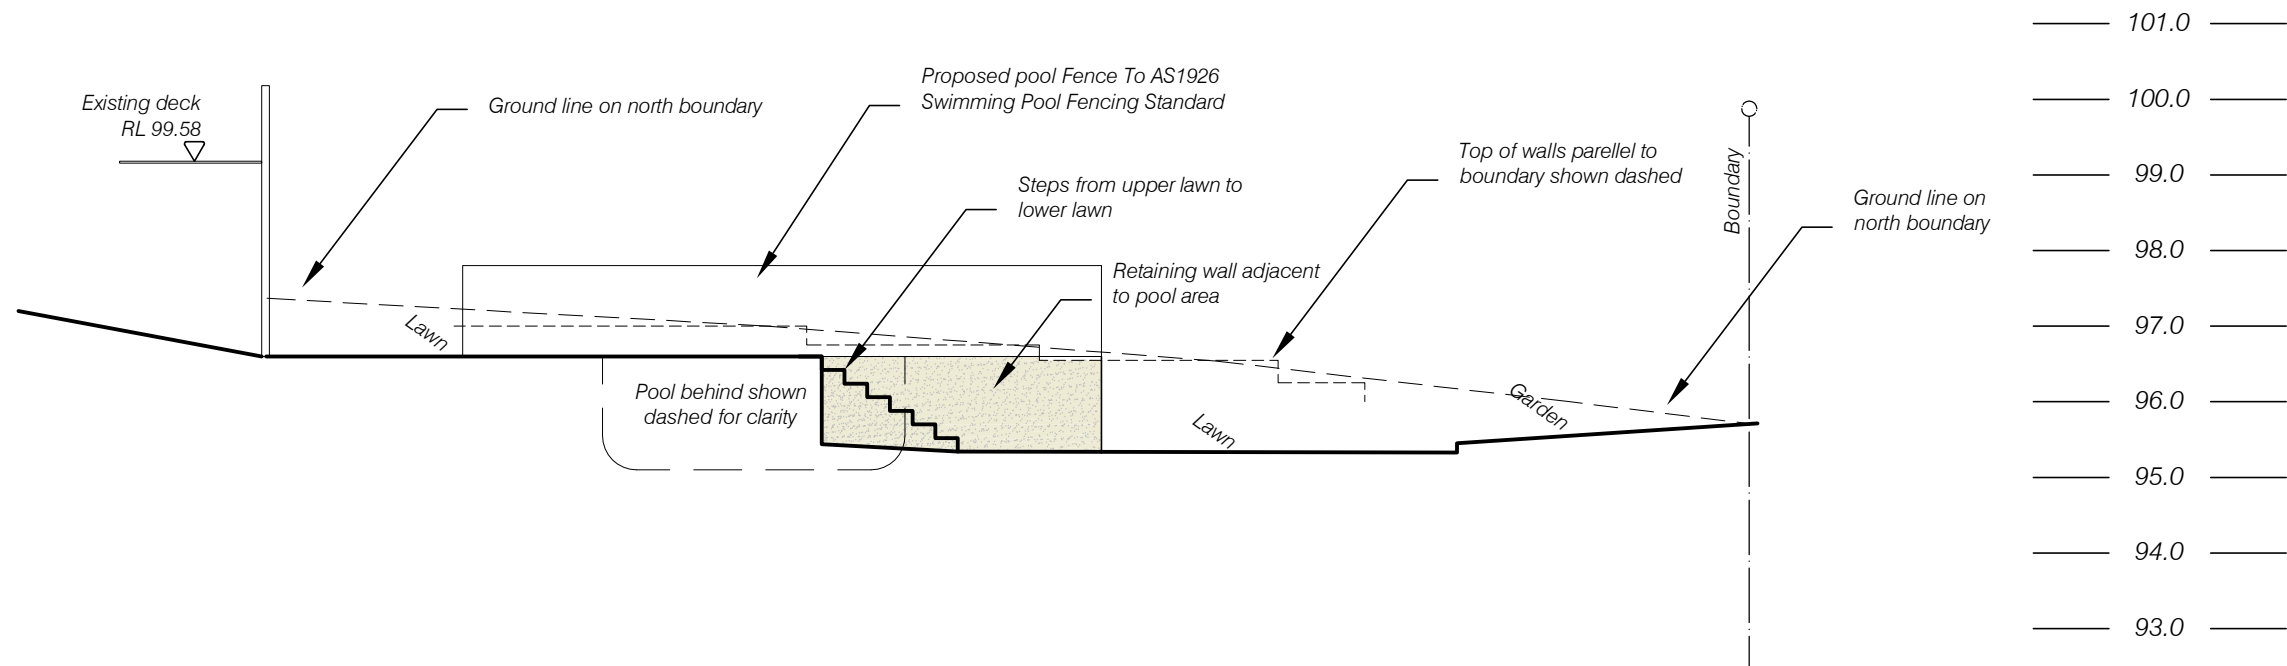 Existing deck
RL 99.58
Ground line on north boundary
Proposed pool Fence To AS1926
Swimming Pool Fencing Standard
Steps from upper lawn to
lower lawn
Top of walls parellel to
boundary shown dashed
Boundary
Ground line on
north boundary
Retaining wall adjacent
to pool area
Lawn
Pool behind shown
dashed for clarity
Lawn
Garden
101.0
100.0
99.0
98.0
97.0
96.0
95.0
94.0
93.0